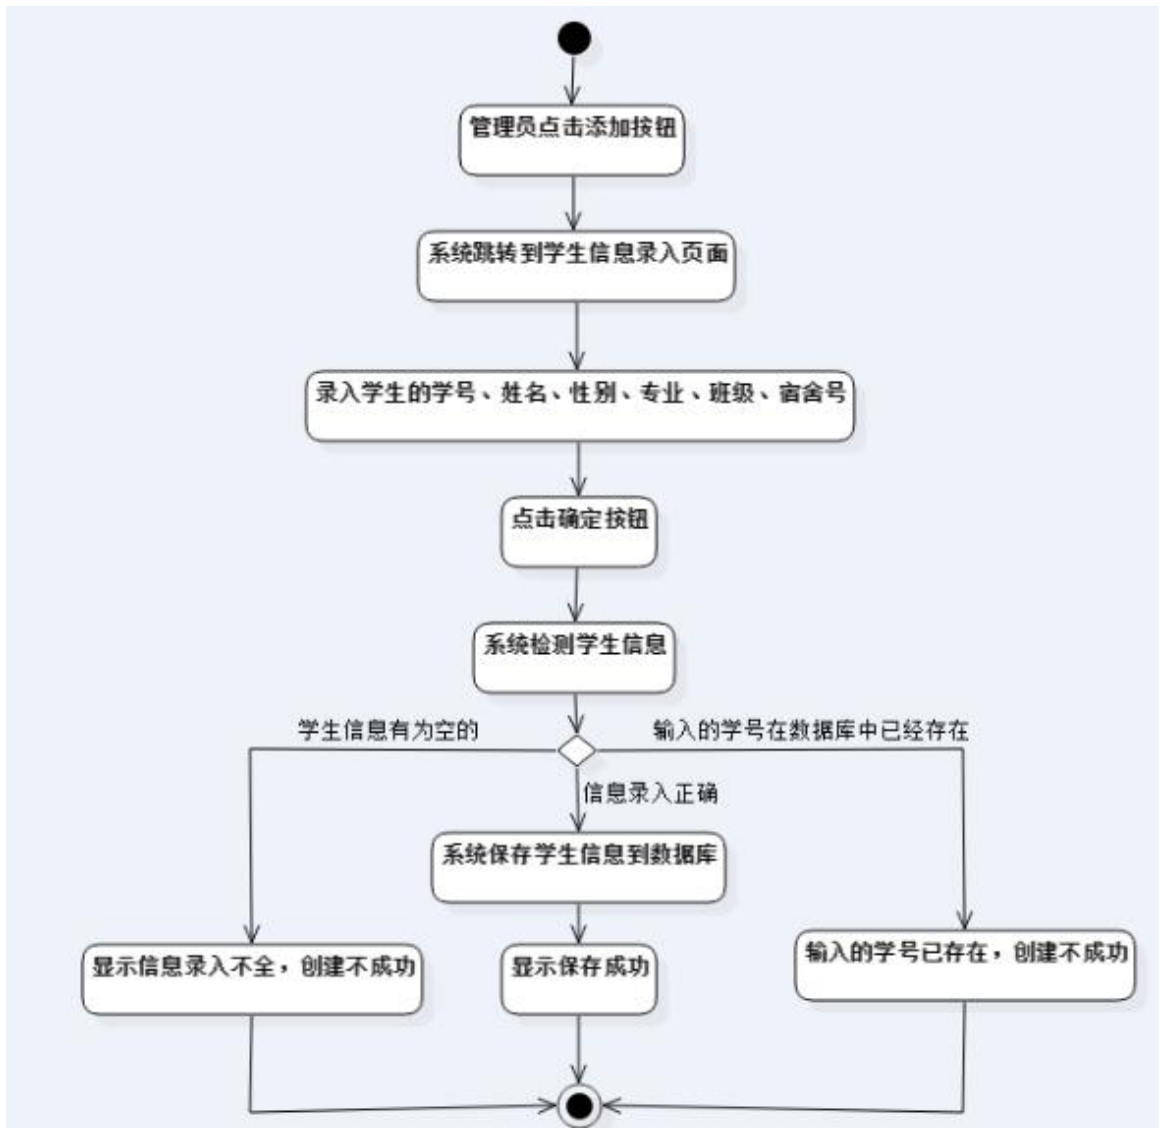 管理员点击添加按钮
系统跳转到学生信息录入页面
录入学生的学号、姓名、性别、专业、班级、宿舍号
点击确定按钮
系统检测学生信息
学生信息有为空的
输入的学号在数据库中已经存在
信息录入正确
系统保存学生信息到数据库
显示信息录入不全，创建不成功
显示保存成功
输入的学号已存在，创建不成功